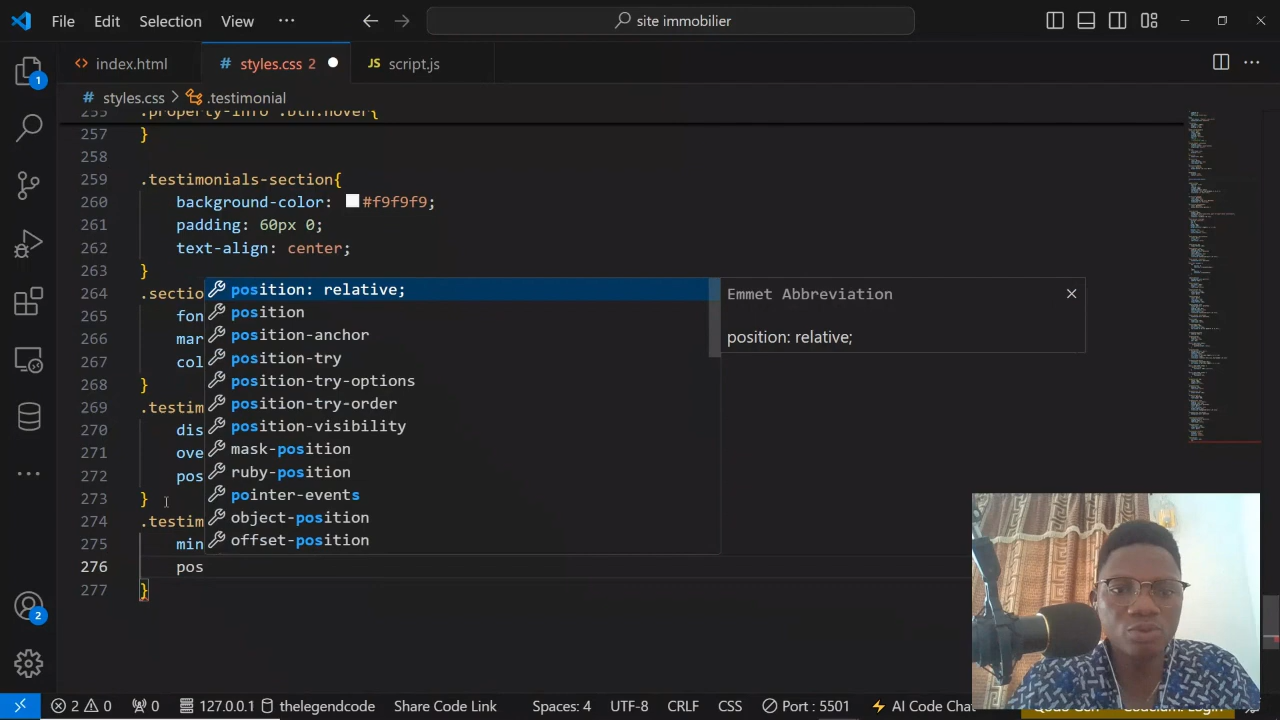 File Edit Selection View ··· site immobilier
index.html styles.css 2 script.js
styles.css > .testimonial
255 .property-info .btn:hover{
257 }
258
259 .testimonials-section{
260 background-color: #f9f9f9;
261 padding: 60px 0;
262 text-align: center;
263 }
264 .sectio
265 fon
266 mar
267 col
268 }
269 .testim
270 dis
271 ove
272 pos
273 }
274 .testim
275 min
276 pos
277 }
position: relative;
position
position-anchor
position-try
position-try-options
position-try-order
position-visibility
mask-position
ruby-position
pointer-events
object-position
offset-position
Emmet Abbreviation
position: relative;
1
2
2 0 0 127.0.0.1 thelegendcode Share Code Link Spaces: 4 UTF-8 CRLF CSS Port : 5501 AI Code Chat